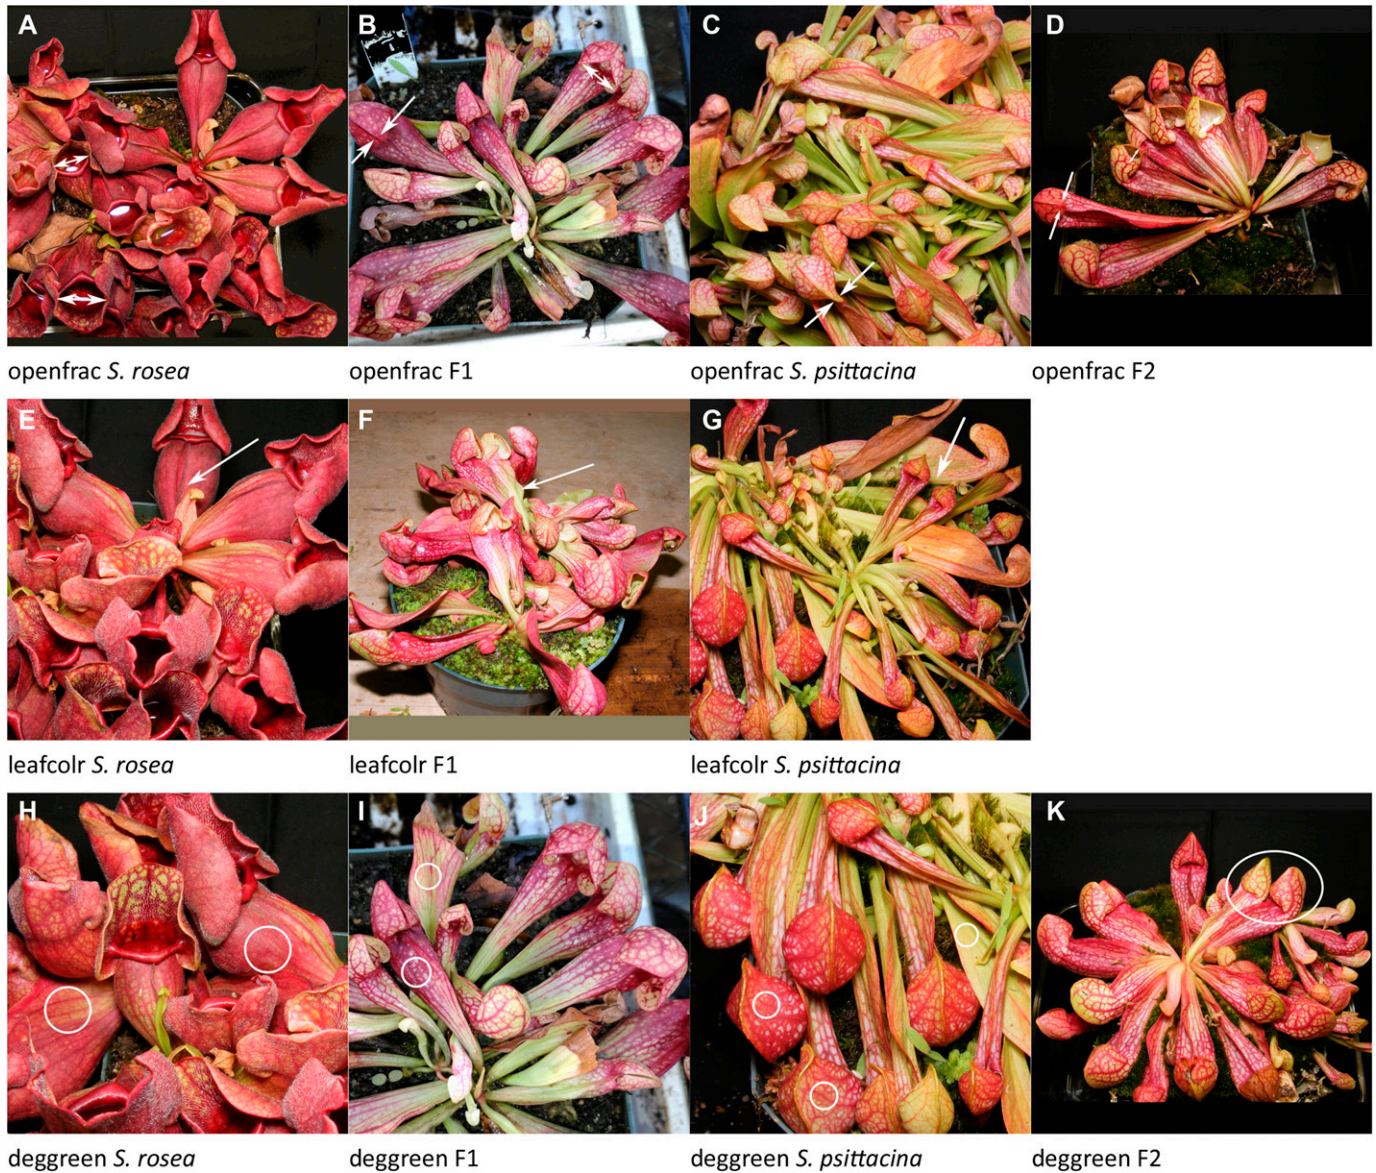 A B C D
openfrac S. rosea openfrac F1 openfrac S. psittacina openfrac F2
E F G
leafcolr S. rosea leafcolr F1 leafcolr S. psittacina
H I J K
deggreen S. rosea deggreen F1 deggreen S. psittacina deggreen F2